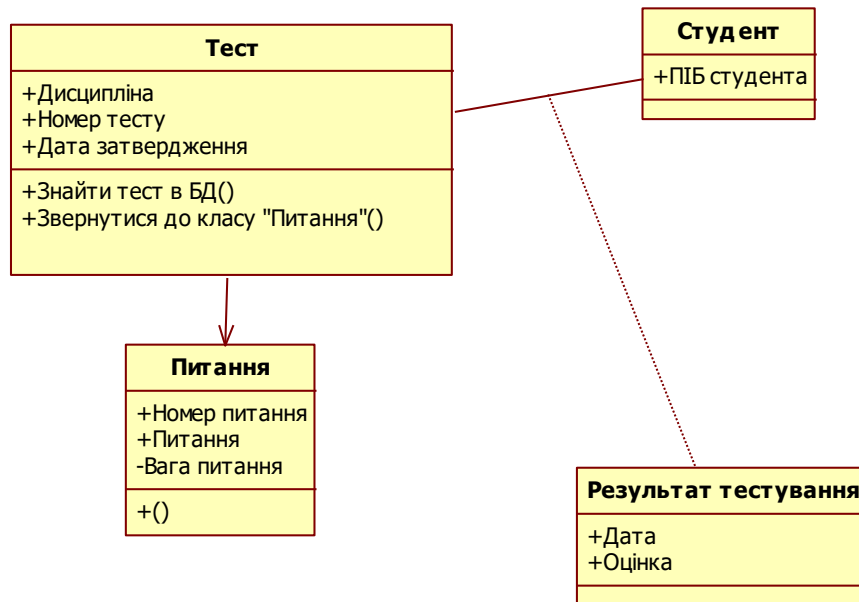 Тест
+Дисципліна
+Номер тесту
+Дата затвердження
+Знайти тест в БД()
+Звернутися до класу "Питання"()
Студент
+ПІБ студента
Питання
+Номер питання
+Питання
-Вага питання
+()
Результат тестування
+Дата
+Оцінка